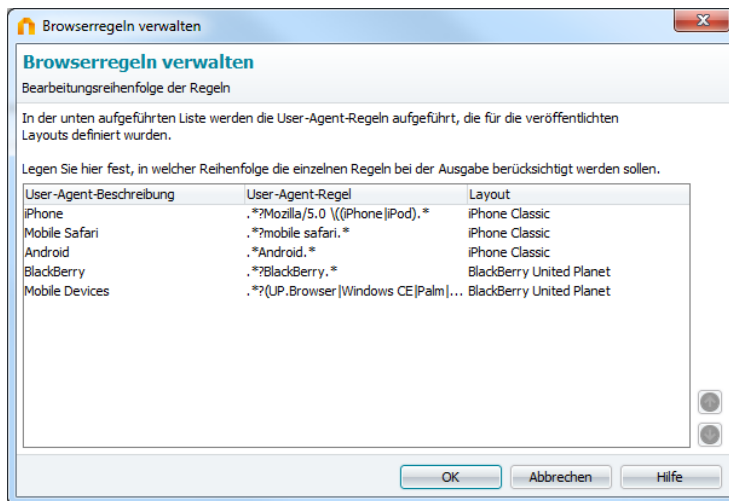 Browserregeln verwalten
Browserregeln verwalten
Bearbeitungsreihenfolge der Regeln
In der unten aufgeführten Liste werden die User-Agent-Regeln aufgeführt, die für die veröffentlichten
Layouts definiert wurden.
Legen Sie hier fest, in welcher Reihenfolge die einzelnen Regeln bei der Ausgabe berücksichtigt werden sollen.
User-Agent-Beschreibung User-Agent-Regel Layout
iPhone .*?Mozilla/5.0 \((iPhone|iPod).* iPhone Classic
Mobile Safari .*?mobile safari.* iPhone Classic
Android .*Android.* iPhone Classic
BlackBerry .*?BlackBerry.* BlackBerry United Planet
Mobile Devices .*?(UP.Browser|Windows CE|Palm|... BlackBerry United Planet
OK Abbrechen Hilfe